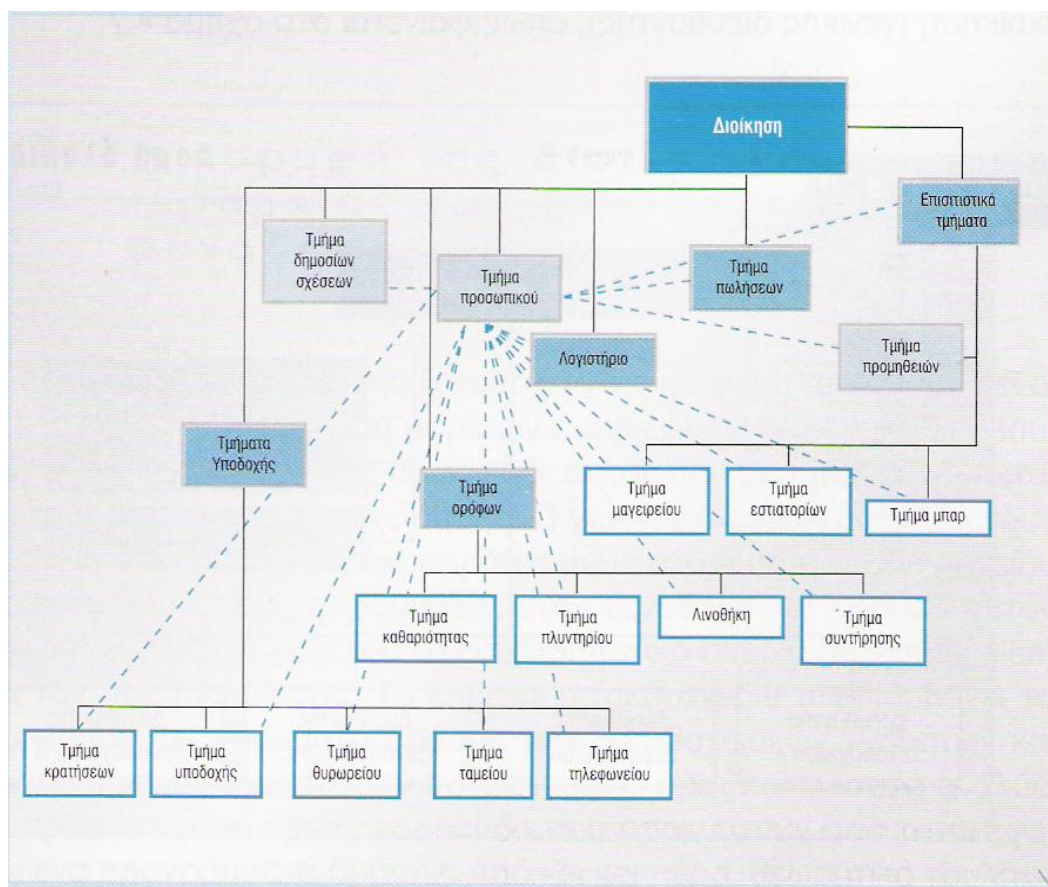 Διοίκηση
Επισιτιστικά
τμήματα
Τμήμα
δημοσίων
σχέσεων
Τμήμα
προσωπικού
Τμήμα
πωλήσεων
Λογιστήριο
Τμήμα
προμηθειών
Τμήματα
Υποδοχής
Τμήμα
ορόφων
Τμήμα
μαγειρείου
Τμήμα
εστιατορίων
Τμήμα μπαρ
Τμήμα
καθαριότητας
Τμήμα
πλυντηρίου
Λινοθήκη
Τμήμα
συντήρησης
Τμήμα
κρατήσεων
Τμήμα
υποδοχής
Τμήμα
θυρωρείου
Τμήμα
ταμείου
Τμήμα
τηλεφωνείου